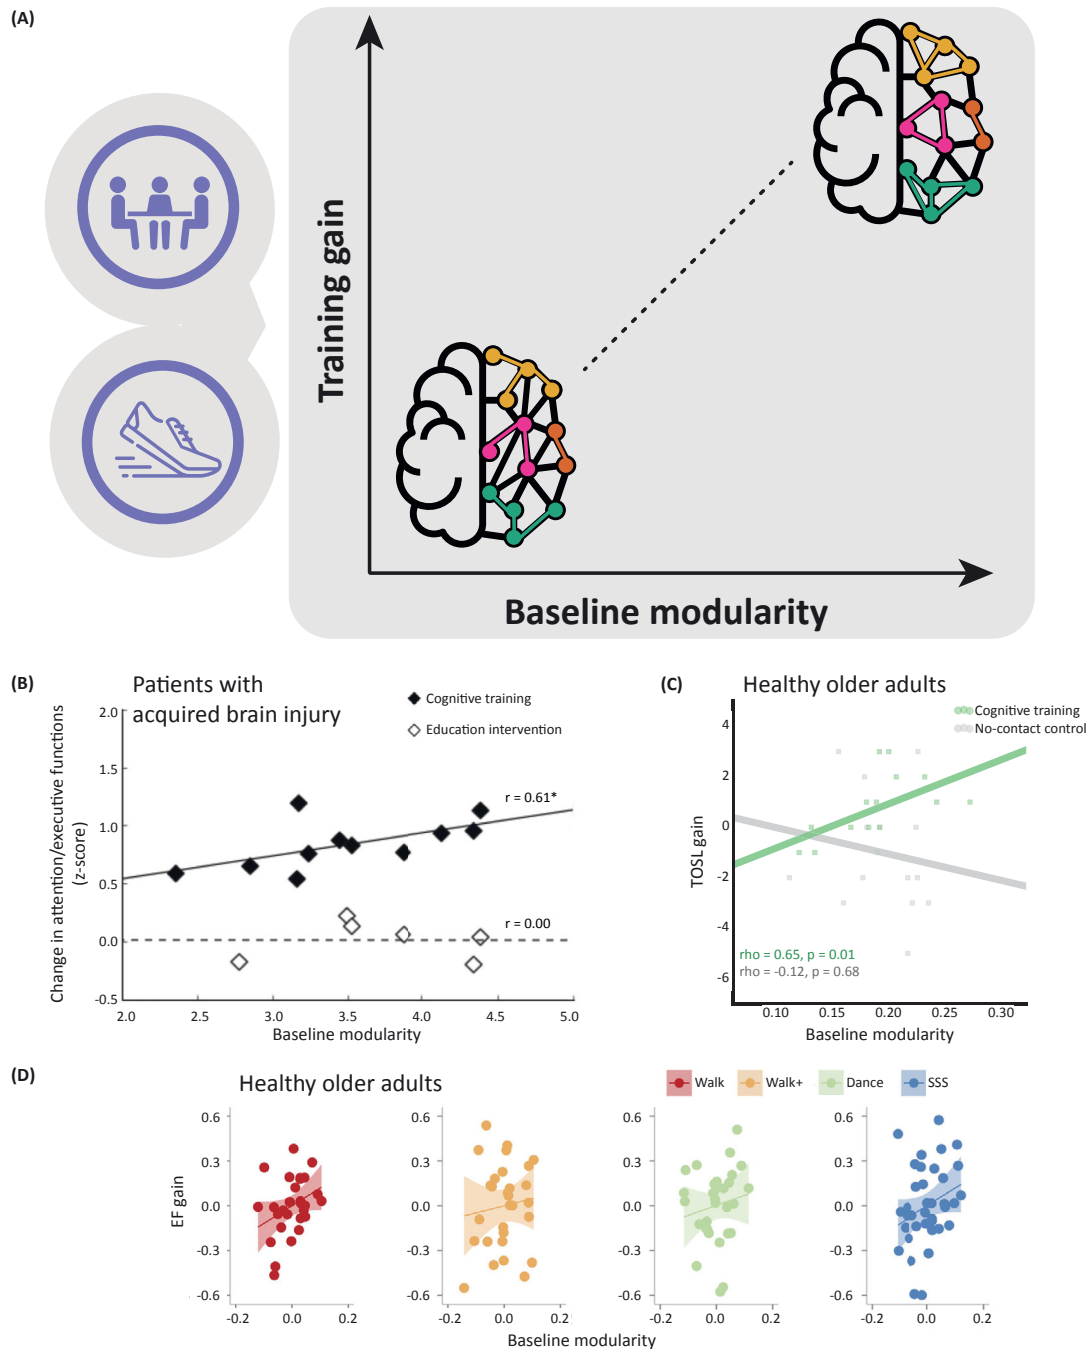 (A)
Training gain
Baseline modularity
(B)
Patients with
acquired brain injury
Cognitive training
Education intervention
Change in attention/executive functions
(z-score)
2.0
1.5
1.0
0.5
0.0
-0.5
r = 0.61*
r = 0.00
2.0 2.5 3.0 3.5 4.0 4.5 5.0
Baseline modularity
(C)
Healthy older adults
Cognitive training
No-contact control
TOSL gain
4
2
0
-2
-4
-6
rho = 0.65, p = 0.01
rho = -0.12, p = 0.68
0.10 0.15 0.20 0.25 0.30
Baseline modularity
(D)
Healthy older adults
Walk Walk+ Dance SSS
EF gain
0.6 0.6 0.6 0.6
0.3 0.3 0.3 0.3
0.0 0.0 0.0 0.0
-0.3 -0.3 -0.3 -0.3
-0.6 -0.6 -0.6 -0.6
-0.2 0.0 0.2 -0.2 0.0 0.2 -0.2 0.0 0.2 -0.2 0.0 0.2
Baseline modularity